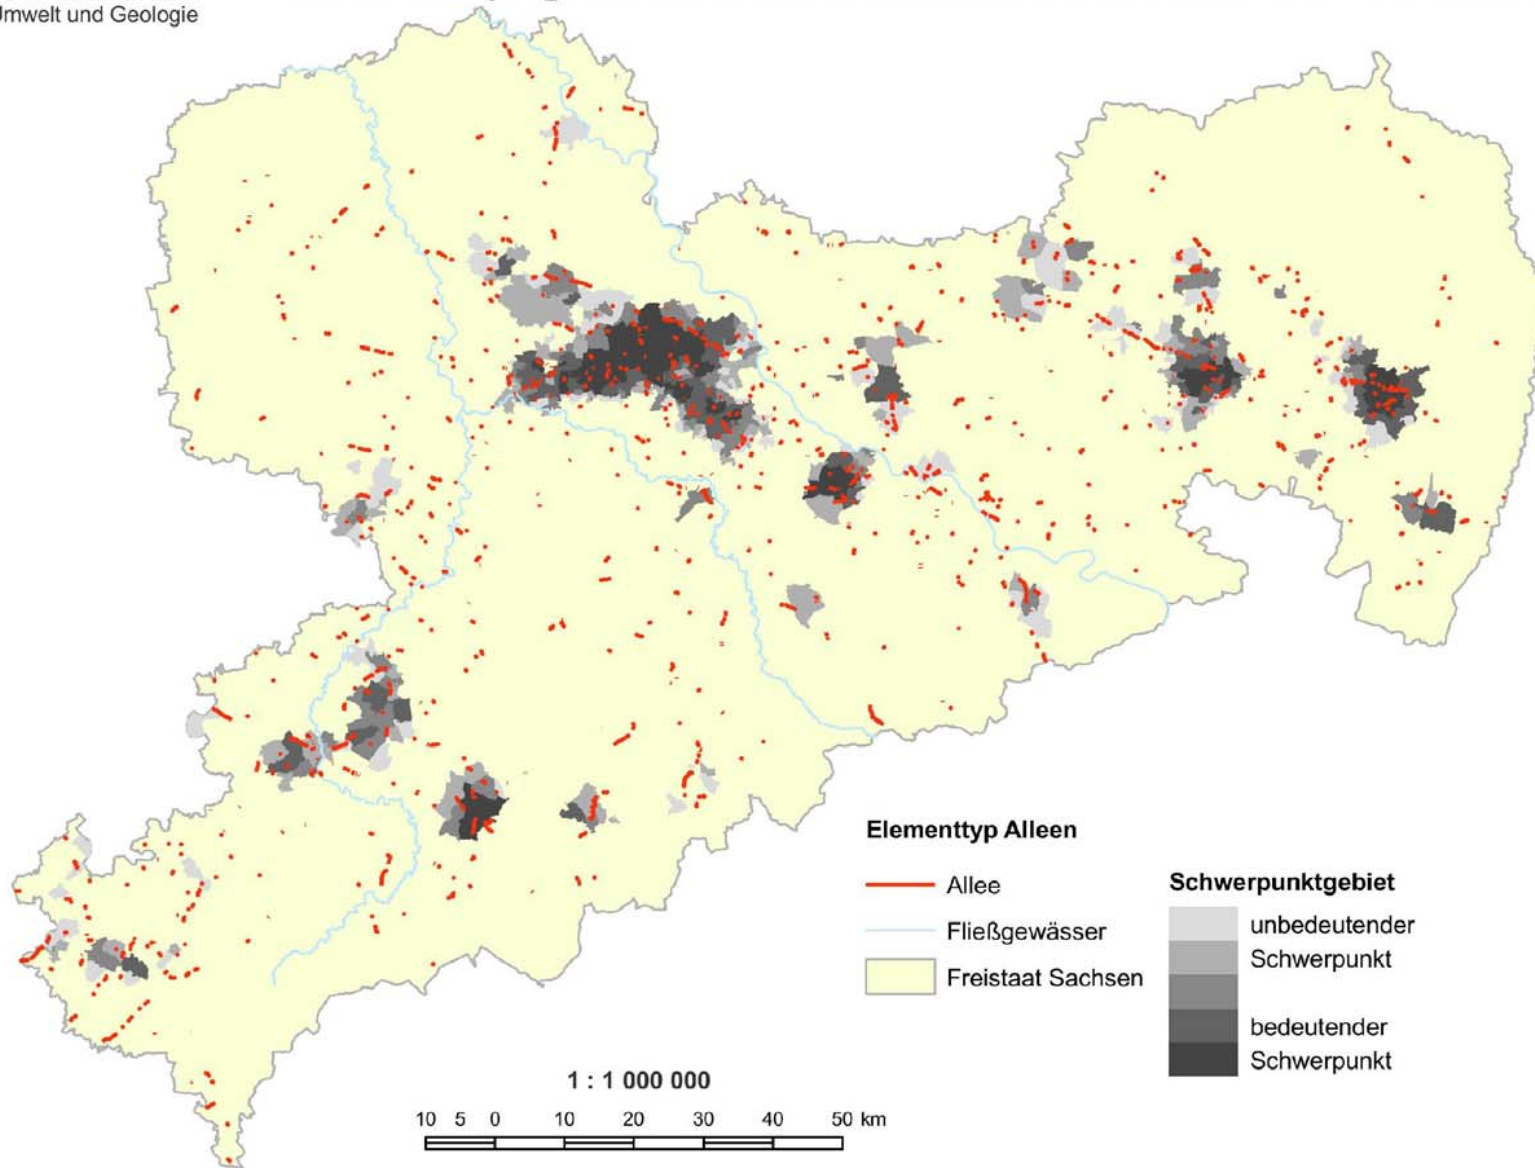 Umwelt und Geologie
Elementtyp Alleen
Allee
Fließgewässer
Freistaat Sachsen
Schwerpunktgebiet
unbedeutender
Schwerpunkt
bedeutender
Schwerpunkt
1 : 1 000 000
10 5 0 10 20 30 40 50 km